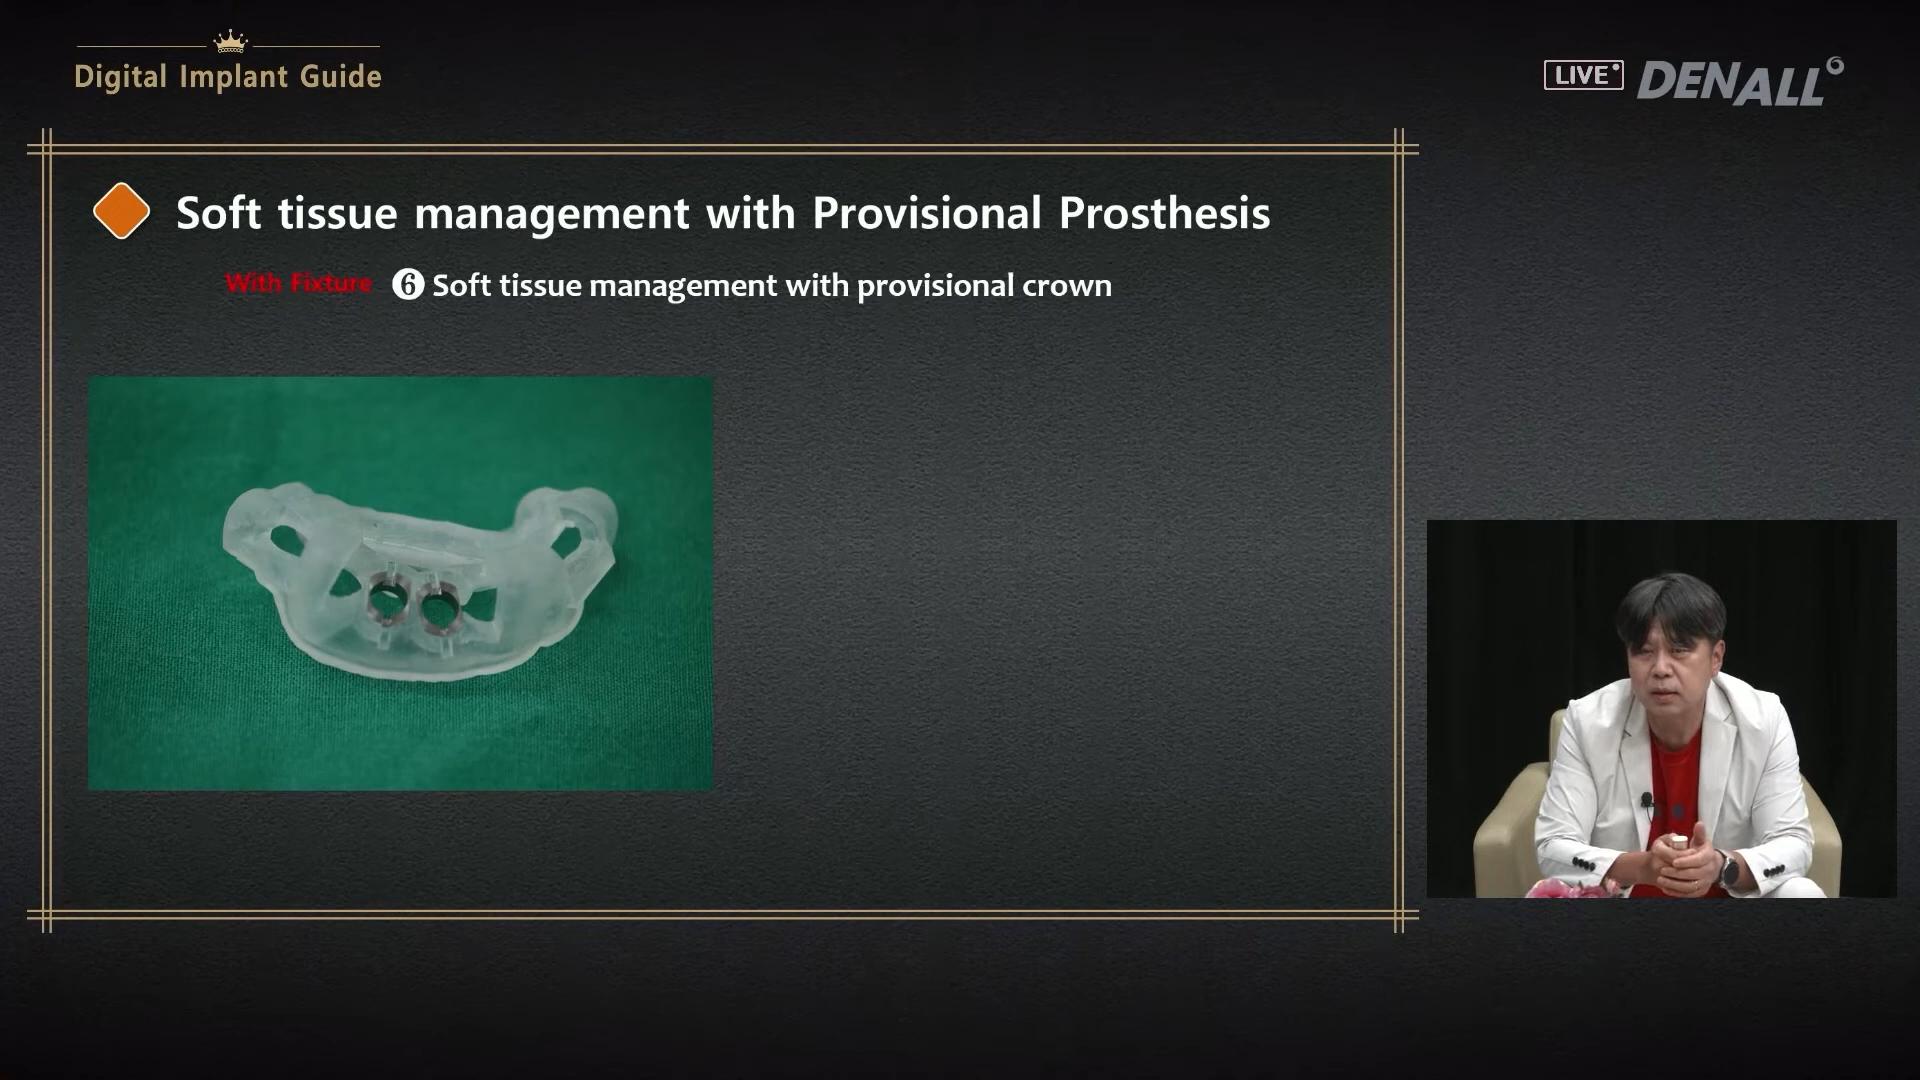 Digital Implant Guide
LIVE DENALL
Soft tissue management with Provisional Prosthesis
With Fixture ❻ Soft tissue management with provisional crown